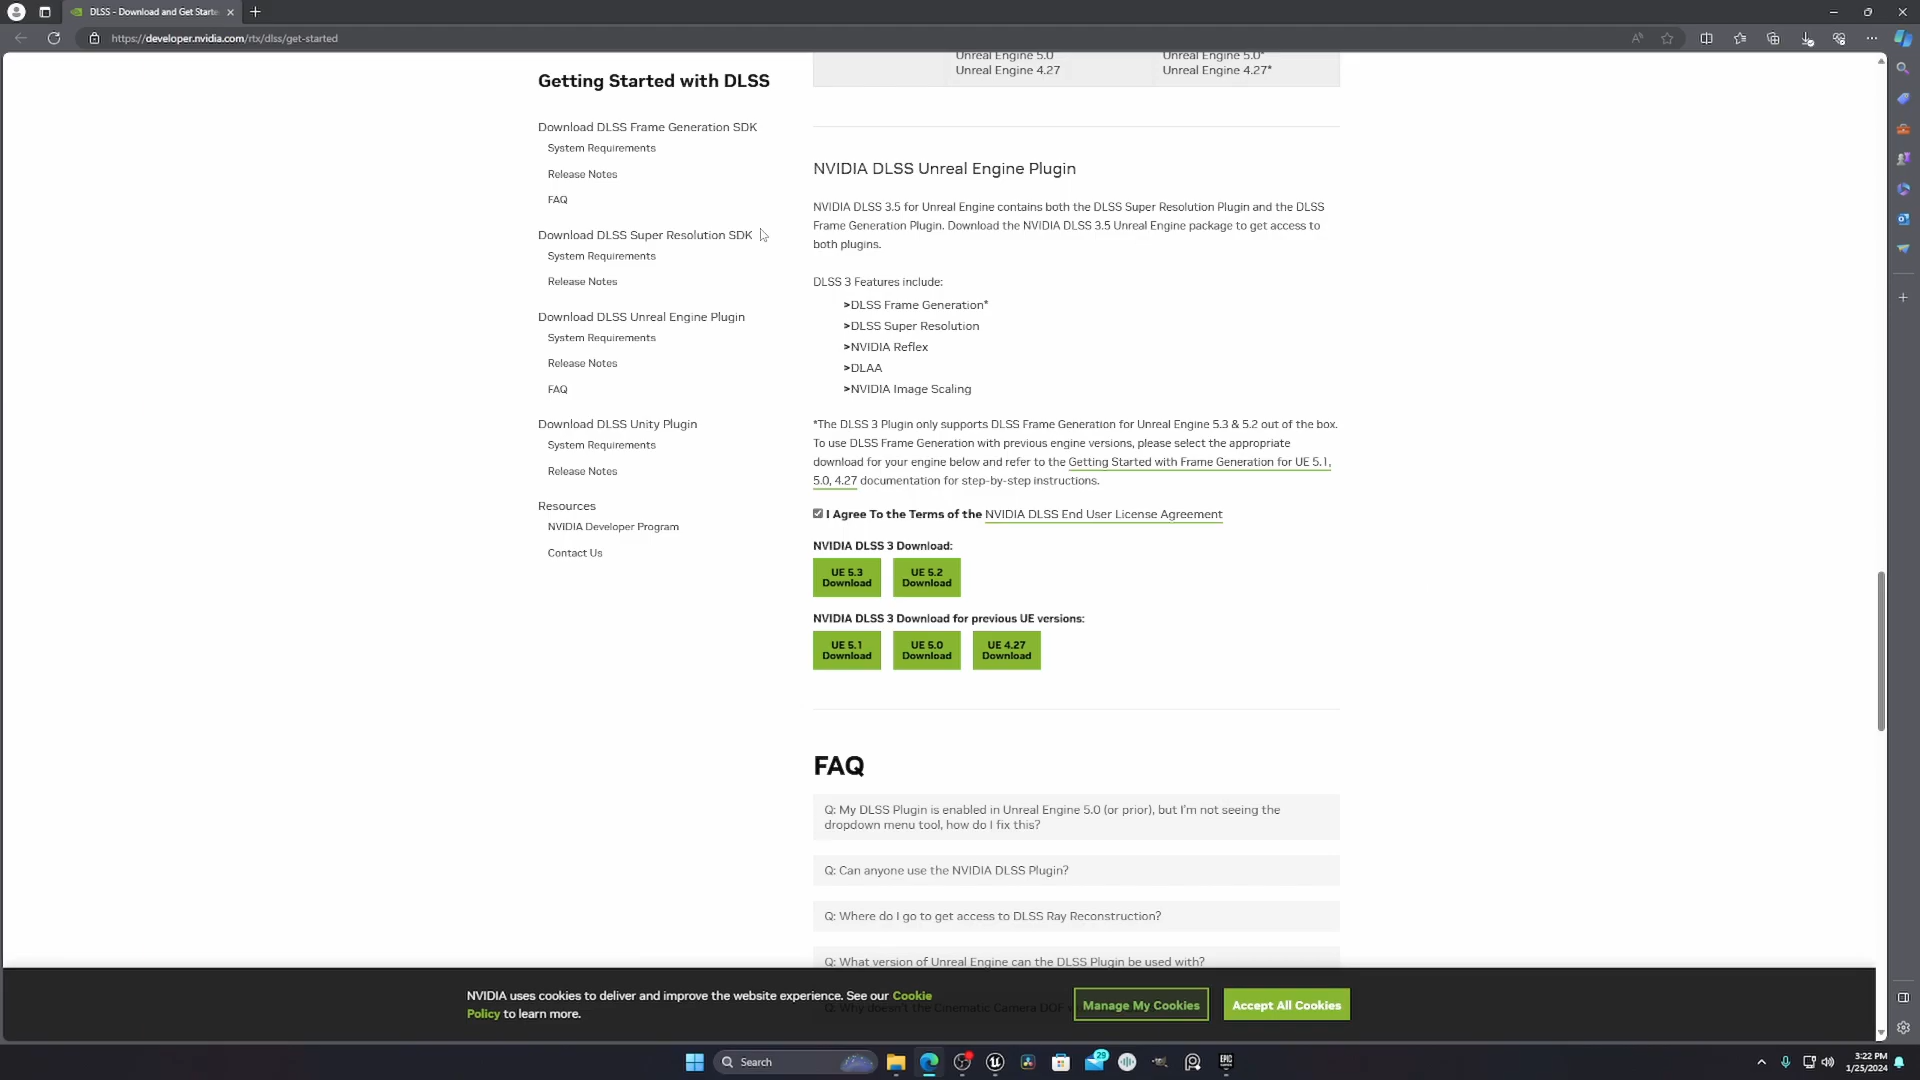 DLSS - Download and Get Starte
https://developer.nvidia.com/rtx/dlss/get-started
Getting Started with DLSS
Download DLSS Frame Generation SDK
System Requirements
Release Notes
FAQ
Download DLSS Super Resolution SDK
System Requirements
Release Notes
Download DLSS Unreal Engine Plugin
System Requirements
Release Notes
FAQ
Download DLSS Unity Plugin
System Requirements
Release Notes
Resources
NVIDIA Developer Program
Contact Us
Unreal Engine 5.0 Unreal Engine 5.0*
Unreal Engine 4.27 Unreal Engine 4.27*
NVIDIA DLSS Unreal Engine Plugin
NVIDIA DLSS 3.5 for Unreal Engine contains both the DLSS Super Resolution Plugin and the DLSS
Frame Generation Plugin. Download the NVIDIA DLSS 3.5 Unreal Engine package to get access to
both plugins.
DLSS 3 Features include:
>DLSS Frame Generation*
>DLSS Super Resolution
>NVIDIA Reflex
>DLAA
>NVIDIA Image Scaling
*The DLSS 3 Plugin only supports DLSS Frame Generation for Unreal Engine 5.3 & 5.2 out of the box.
To use DLSS Frame Generation with previous engine versions, please select the appropriate
download for your engine below and refer to the Getting Started with Frame Generation for UE 5.1,
5.0, 4.27 documentation for step-by-step instructions.
I Agree To the Terms of the NVIDIA DLSS End User License Agreement
NVIDIA DLSS 3 Download:
UE 5.3 UE 5.2
Download Download
NVIDIA DLSS 3 Download for previous UE versions:
UE 5.1 UE 5.0 UE 4.27
Download Download Download
FAQ
Q: My DLSS Plugin is enabled in Unreal Engine 5.0 (or prior), but I'm not seeing the
dropdown menu tool, how do I fix this?
Q: Can anyone use the NVIDIA DLSS Plugin?
Q: Where do I go to get access to DLSS Ray Reconstruction?
Q: What version of Unreal Engine can the DLSS Plugin be used with?
Q: Why doesn't the Cinematic Camera DOF
NVIDIA uses cookies to deliver and improve the website experience. See our Cookie
Policy to learn more.
Manage My Cookies
Accept All Cookies
Search
29
EPIC
3:22 PM
1/25/2024